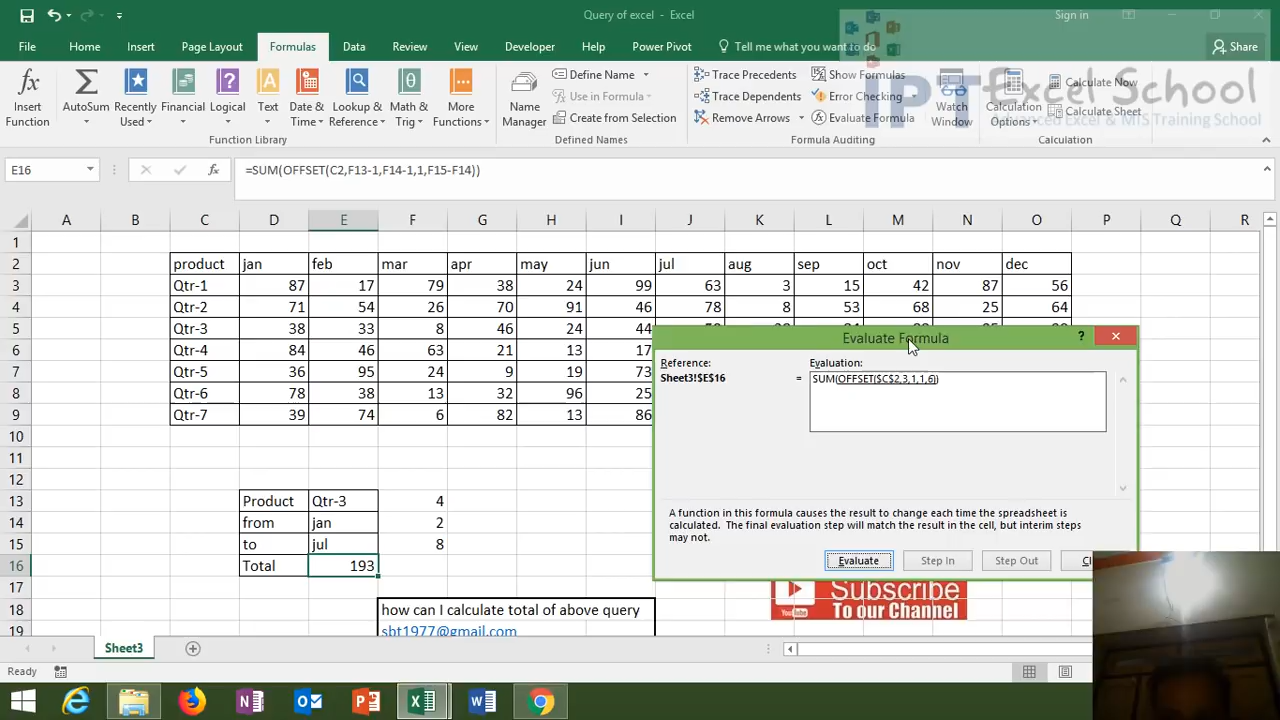 Query of excel - Excel
Sign in
File Home Insert Page Layout Formulas Data Review View Developer Help Power Pivot Tell me what you want to do Share
Insert Function
AutoSum
Recently Used
Financial
Logical
Text
Date & Time
Lookup & Reference
Math & Trig
More Functions
Function Library
Name Manager
Define Name
Use in Formula
Create from Selection
Defined Names
Trace Precedents
Trace Dependents
Remove Arrows
Show Formulas
Error Checking
Evaluate Formula
Formula Auditing
Watch Window
Calculation Options
Calculate Now
Calculate Sheet
Calculation
IPT Excel School
Advanced Excel & MIS Training School
E16 fx =SUM(OFFSET(C2,F13-1,F14-1,1,F15-F14))
A B C D E F G H I J K L M N O P Q R
1
2 product jan feb mar apr may jun jul aug sep oct nov dec
3 Qtr-1 87 17 79 38 24 99 63 3 15 42 87 56
4 Qtr-2 71 54 26 70 91 46 78 8 53 68 25 64
5 Qtr-3 38 33 8 46 24 44
6 Qtr-4 84 46 63 21 13 17
7 Qtr-5 36 95 24 9 19 73
8 Qtr-6 78 38 13 32 96 25
9 Qtr-7 39 74 6 82 13 86
10
11
12
13 Product Qtr-3 4
14 from jan 2
15 to jul 8
16 Total 193
17
18 how can I calculate total of above query
19 sbt1977@gmail.com
Evaluate Formula ?
Reference: Evaluation:
Sheet3!$E$16 = SUM(OFFSET($C$2,3,1,1,6))
A function in this formula causes the result to change each time the spreadsheet is
calculated. The final evaluation step will match the result in the cell, but interim steps
may not.
Evaluate Step In Step Out
Subscribe
YouTube To our Channel
Sheet3
Ready